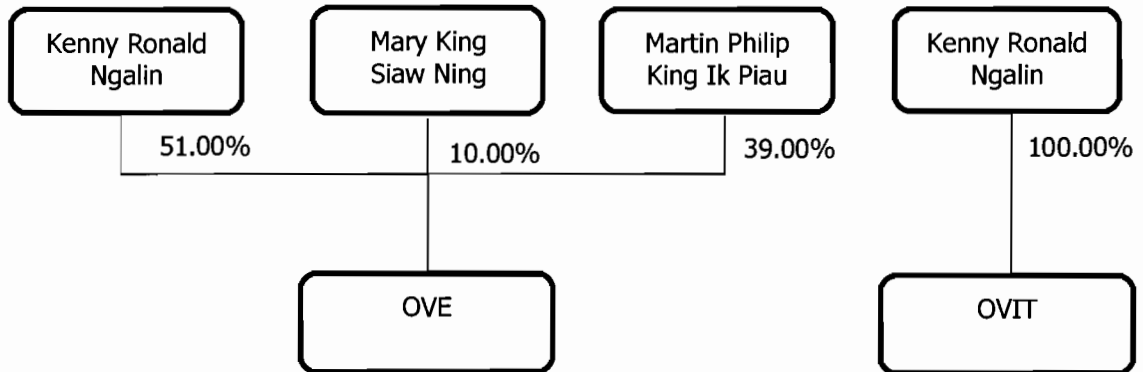 Kenny Ronald
Ngalin
Mary King
Siaw Ning
Martin Philip
King Ik Piau
Kenny Ronald
Ngalin
51.00%
10.00%
39.00%
100.00%
OVE
OVIT